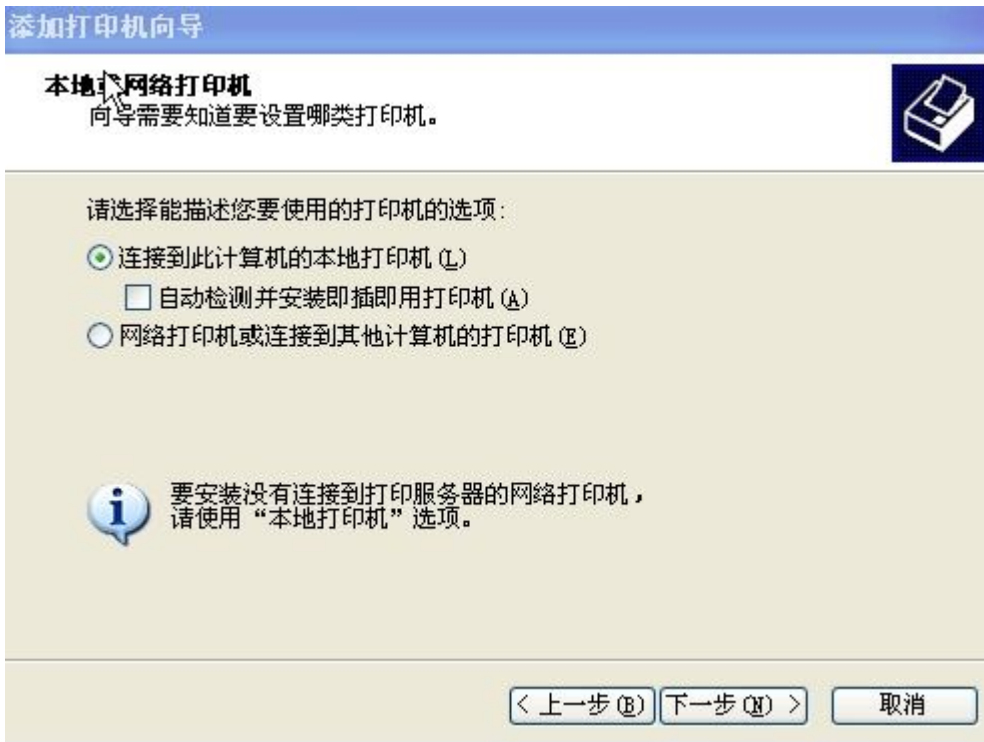 添加打印机向导
本地或网络打印机
向导需要知道要设置哪类打印机。
请选择能描述您要使用的打印机的选项:
连接到此计算机的本地打印机(L)
自动检测并安装即插即用打印机(A)
网络打印机或连接到其他计算机的打印机(E)
要安装没有连接到打印服务器的网络打印机，
请使用“本地打印机”选项。
< 上一步(B) 下一步(N) > 取消